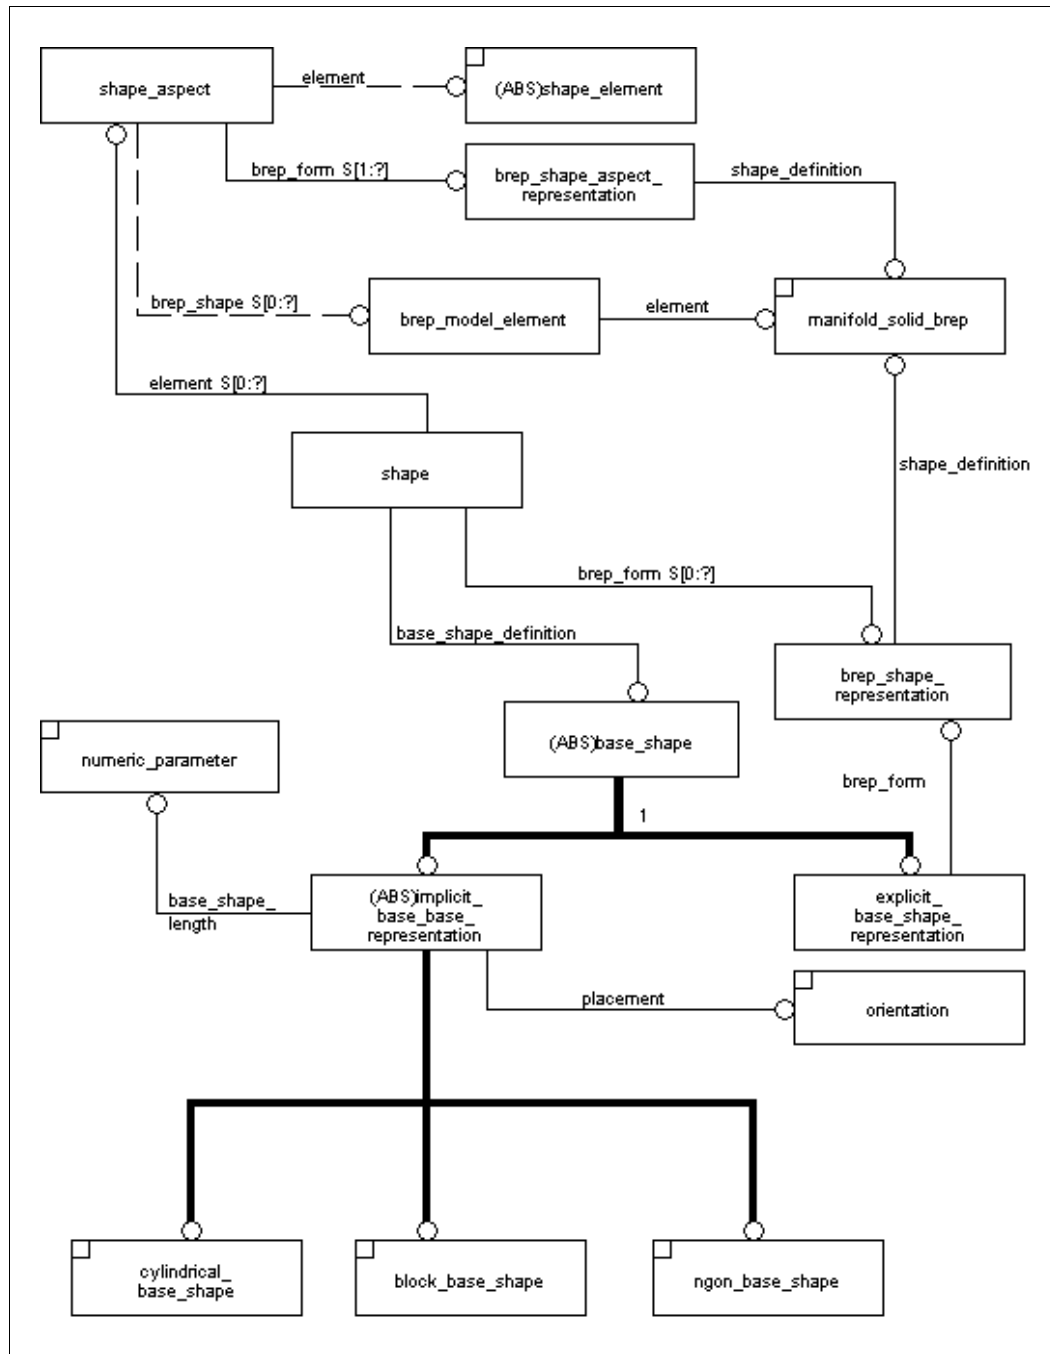 element
shape_aspect
(ABS)shape_element
brep_form S[1:?]
brep_shape_aspect_
representation
shape_definition
brep_shape S[0:?]
brep_model_element
element
manifold_solid_brep
element S[0:?]
shape
shape_definition
brep_form S[0:?]
base_shape_definition
brep_shape_
representation
(ABS)base_shape
numeric_parameter
brep_form
1
base_shape_
length
(ABS)implicit_
base_base_
representation
explicit_
base_shape_
representation
placement
orientation
cylindrical_
base_shape
block_base_shape
ngon_base_shape